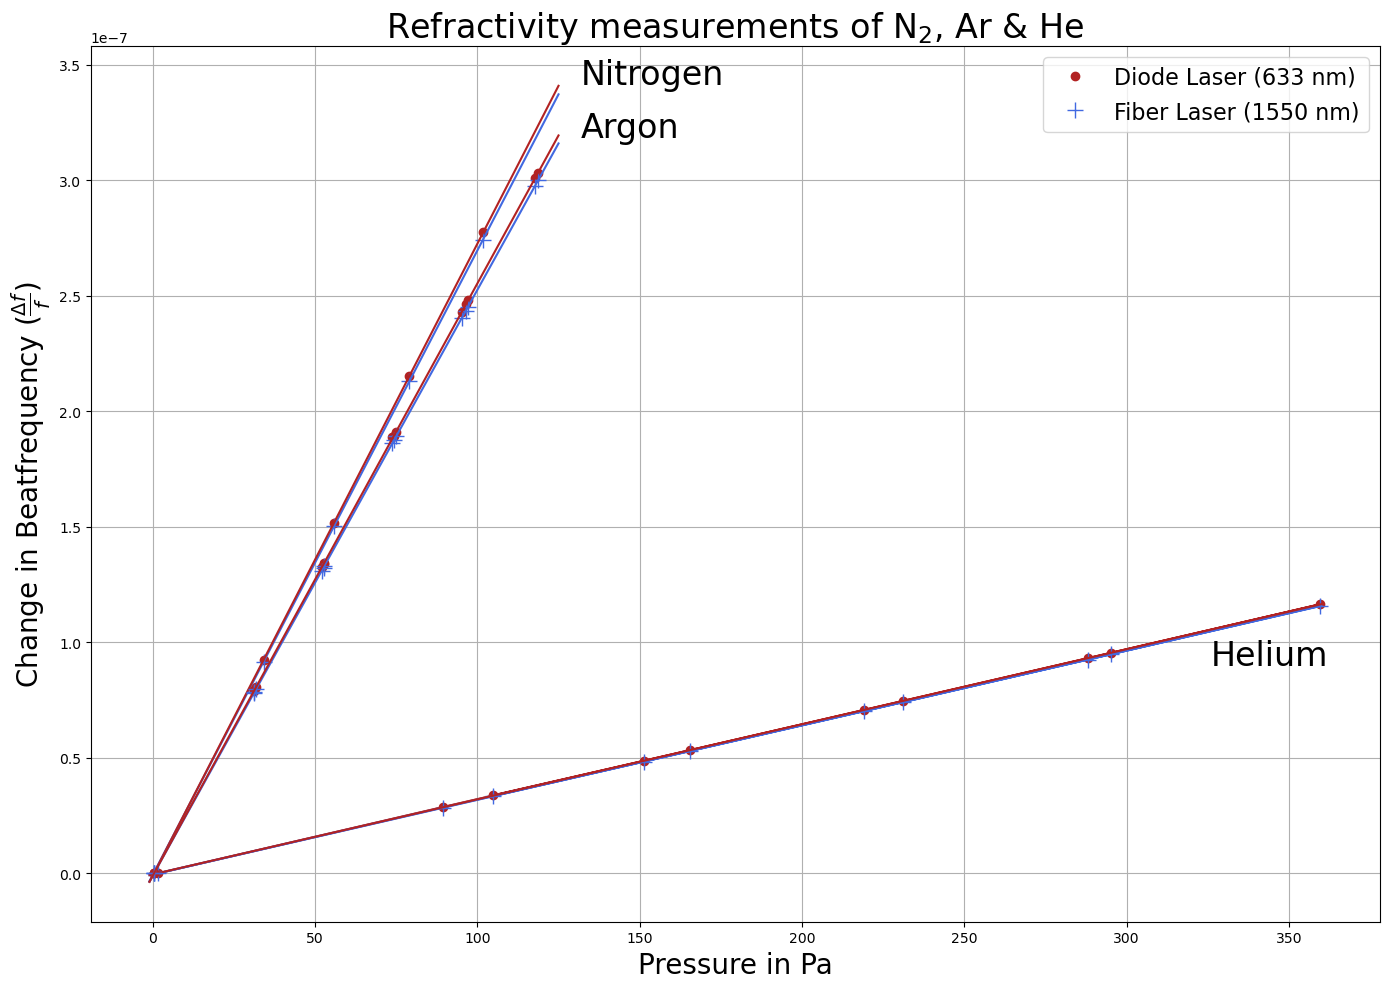 Refractivity measurements of N₂, Ar & He
1e−7
3.5
3.0
2.5
2.0
1.5
1.0
0.5
0.0
Change in Beatfrequency (Δf/f)
Nitrogen
Argon
Helium
Diode Laser (633 nm)
Fiber Laser (1550 nm)
0 50 100 150 200 250 300 350
Pressure in Pa